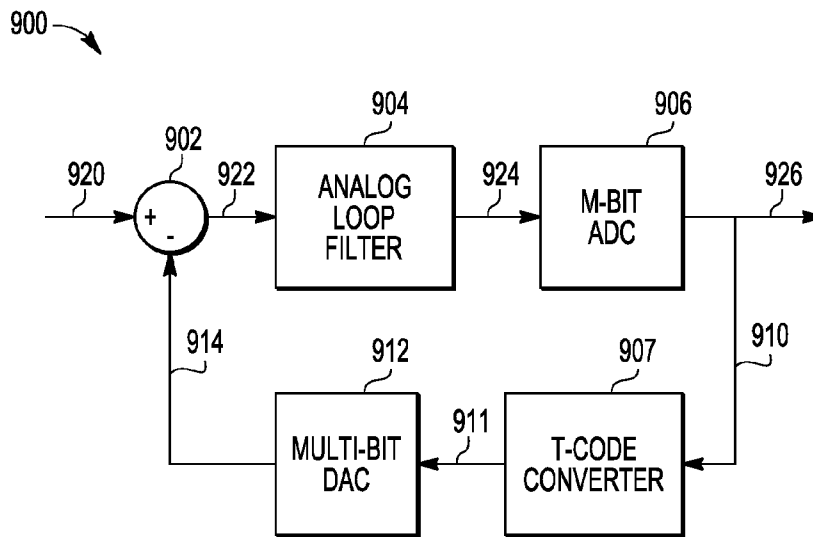 900
904
906
902
920
922
924
926
+
-
ANALOG
LOOP
FILTER
M-BIT
ADC
914
912
907
910
911
MULTI-BIT
DAC
T-CODE
CONVERTER